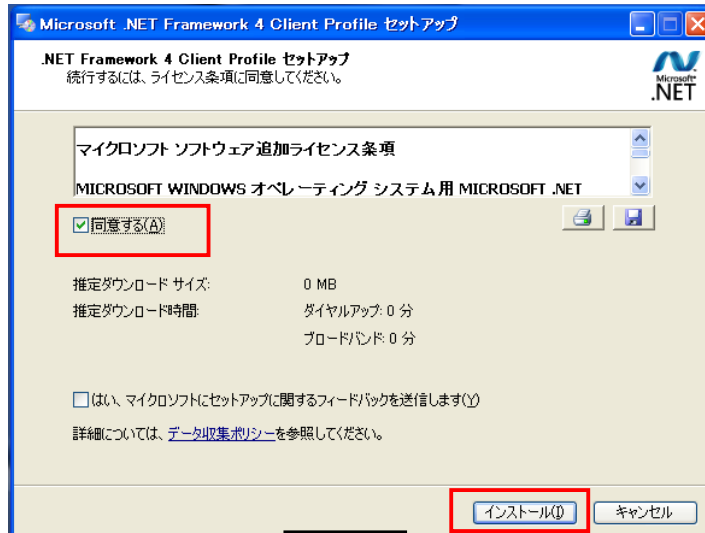 Microsoft .NET Framework 4 Client Profile セットアップ
.NET Framework 4 Client Profile セットアップ
続行するには、ライセンス条項に同意してください。
Microsoft
.NET
マイクロソフト ソフトウェア追加ライセンス条項
MICROSOFT WINDOWS オペレーティング システム用 MICROSOFT .NET
同意する(A)
推定ダウンロード サイズ: 0 MB
推定ダウンロード時間: ダイヤルアップ: 0 分
ブロードバンド: 0 分
はい、マイクロソフトにセットアップに関するフィードバックを送信します(Y)
詳細については、データ収集ポリシーを参照してください。
インストール(I) キャンセル